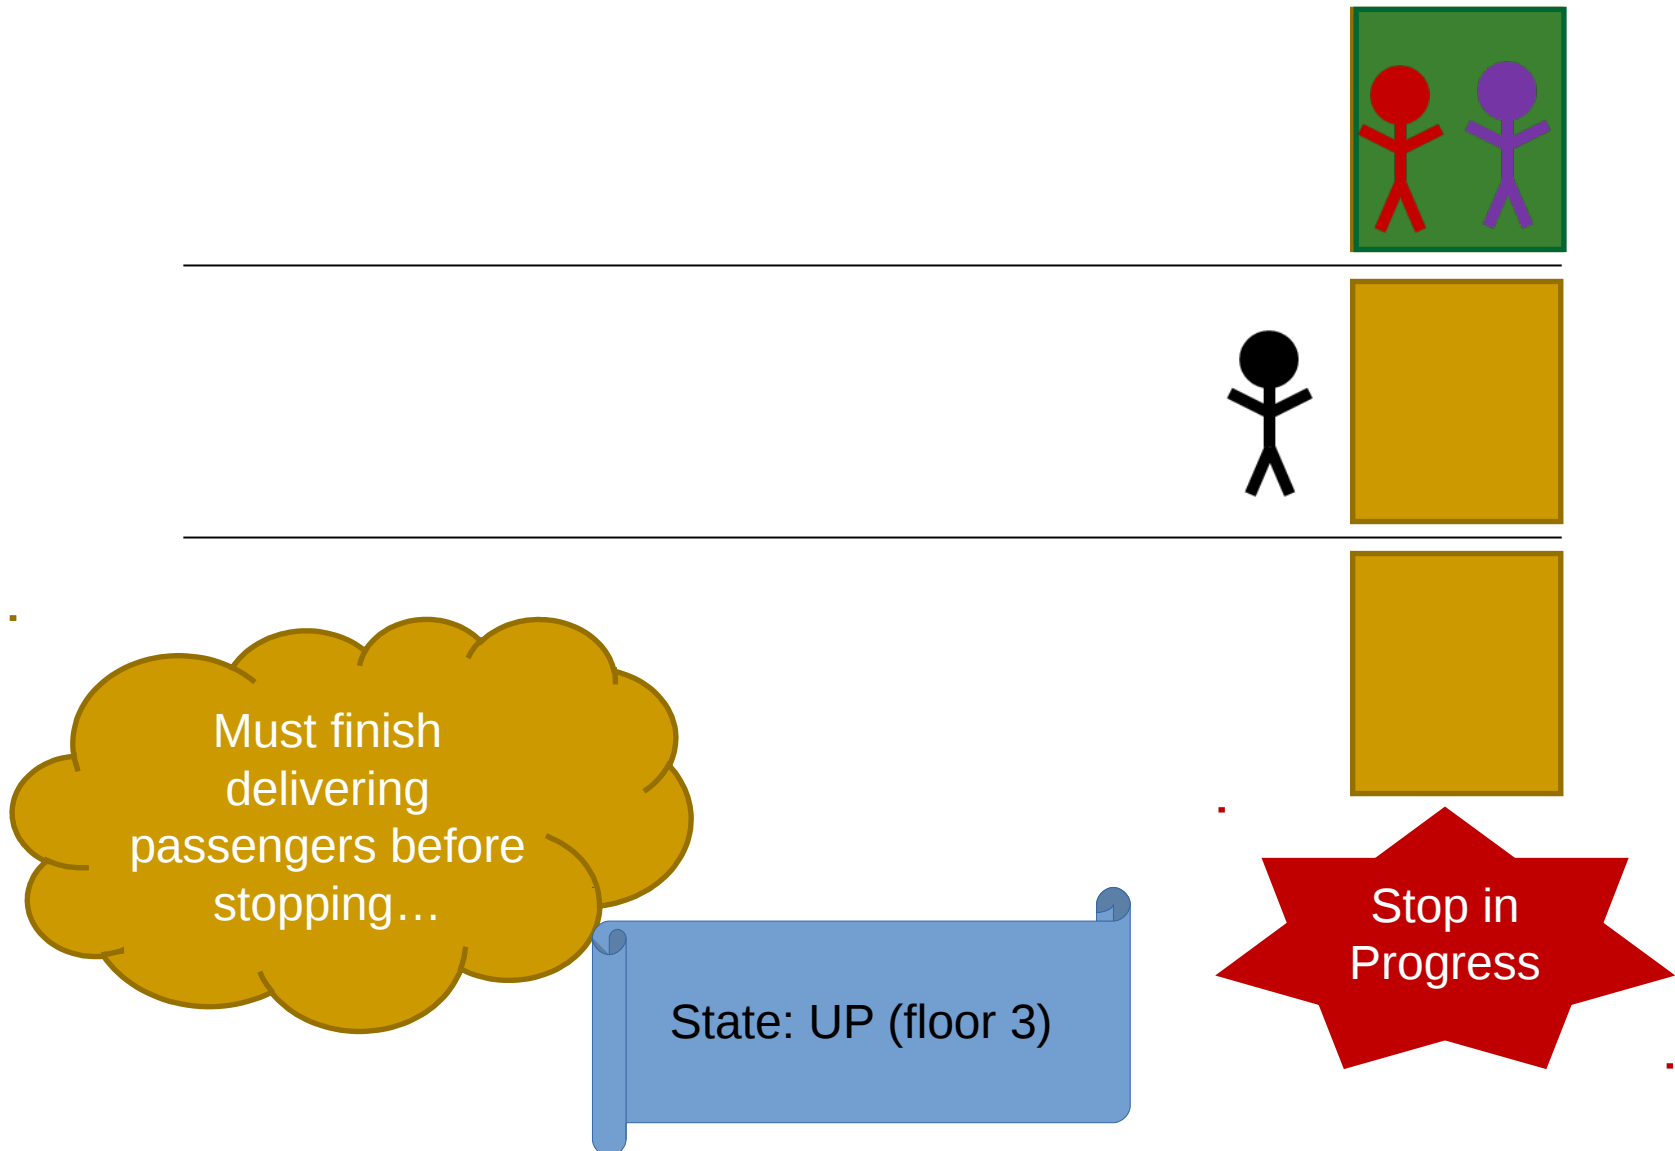 Must finish
delivering
passengers before
stopping…
State: UP (floor 3)
Stop in
Progress